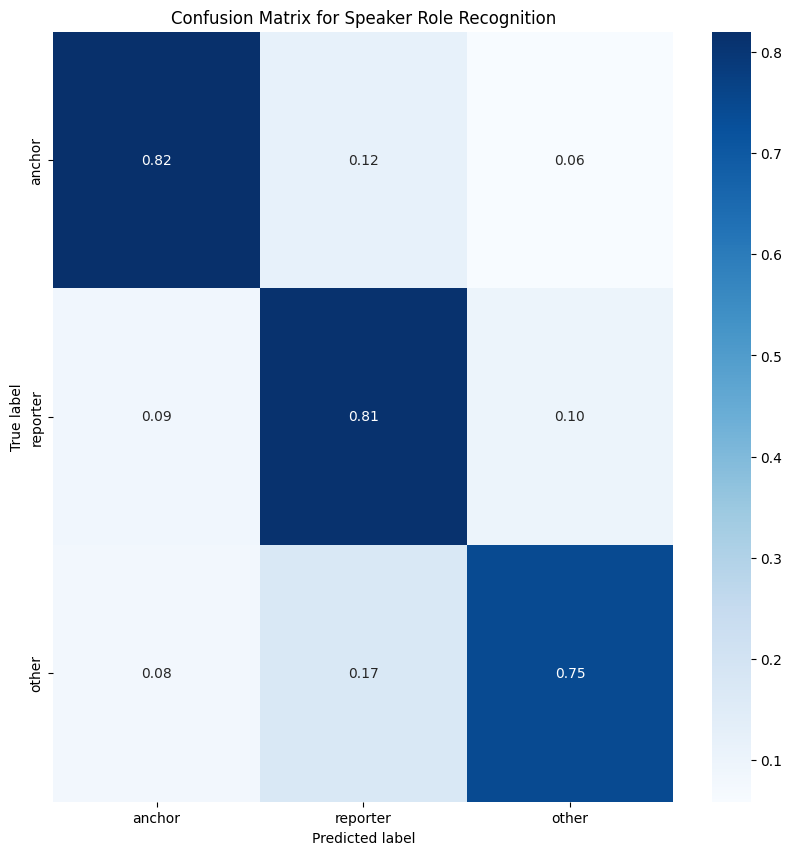 Confusion Matrix for Speaker Role Recognition
True label
anchor
0.82 0.12 0.06
reporter
0.09 0.81 0.10
other
0.08 0.17 0.75
anchor reporter other
Predicted label
0.8
0.7
0.6
0.5
0.4
0.3
0.2
0.1